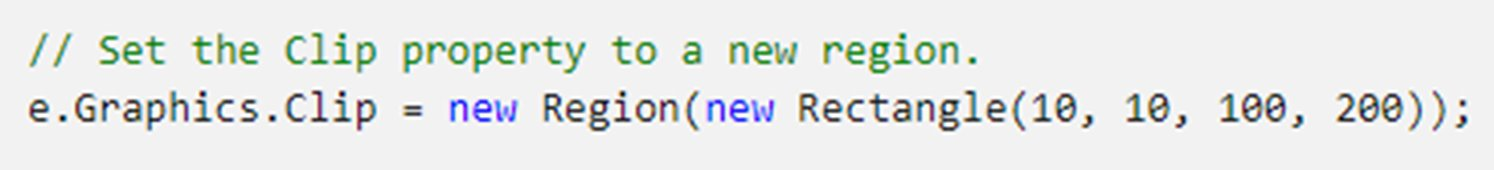 // Set the Clip property to a new region.
e.Graphics.Clip = new Region(new Rectangle(10, 10, 100, 200));